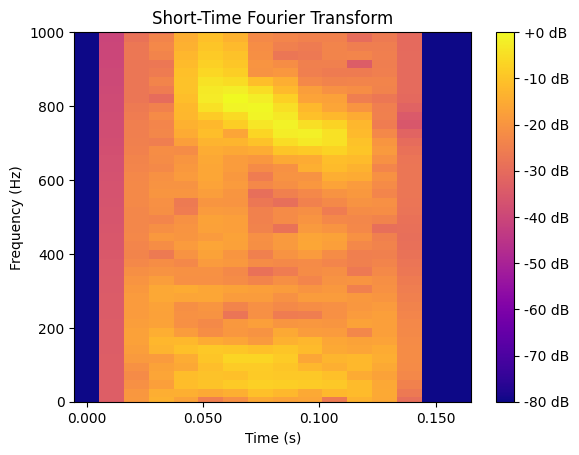 Short-Time Fourier Transform
1000
800
600
400
200
0
Frequency (Hz)
0.000
0.050
0.100
0.150
Time (s)
+0 dB
-10 dB
-20 dB
-30 dB
-40 dB
-50 dB
-60 dB
-70 dB
-80 dB